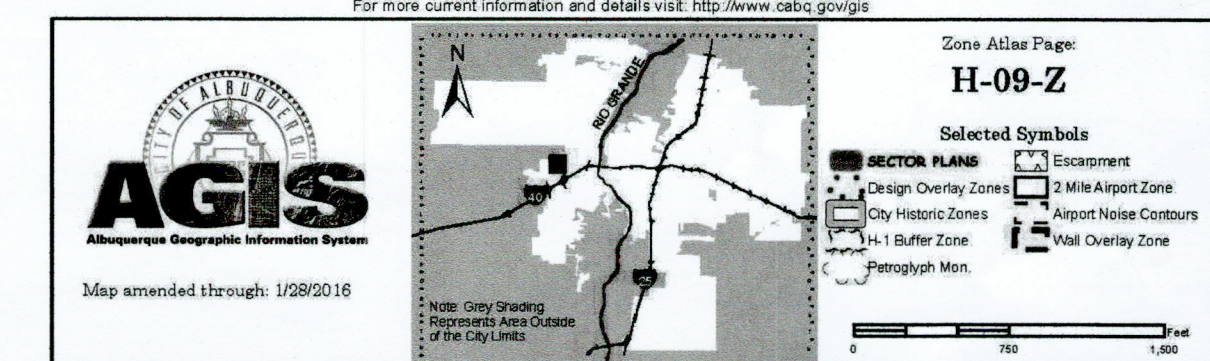 For more current information and details visit: http://www.cabq.gov/gis
CITY OF ALBUQUERQUE
AGIS
Albuquerque Geographic Information System
Map amended through: 1/28/2016
N
RIO GRANDE
40
25
Note: Grey Shading
Represents Area Outside
of the City Limits
Zone Atlas Page:
H-09-Z
Selected Symbols
SECTOR PLANS
Escarpment
Design Overlay Zones
2 Mile Airport Zone
City Historic Zones
Airport Noise Contours
H-1 Buffer Zone
Wall Overlay Zone
Petroglyph Mon.
Feet
0
750
1,500